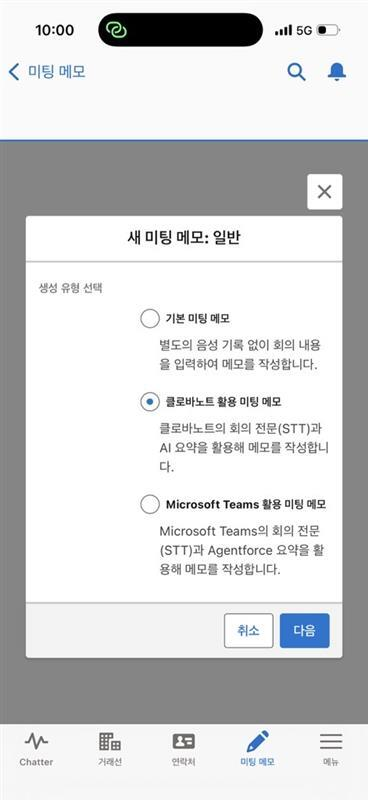 10:00
5G
미팅 메모
새 미팅 메모: 일반
생성 유형 선택
기본 미팅 메모
별도의 음성 기록 없이 회의 내용
을 입력하여 메모를 작성합니다.
클로바노트 활용 미팅 메모
클로바노트의 회의 전문(STT)과
AI 요약을 활용해 메모를 작성합니
다.
Microsoft Teams 활용 미팅 메모
Microsoft Teams의 회의 전문
(STT)과 Agentforce 요약을 활
용해 메모를 작성합니다.
취소
다음
Chatter
거래선
연락처
미팅 메모
메뉴